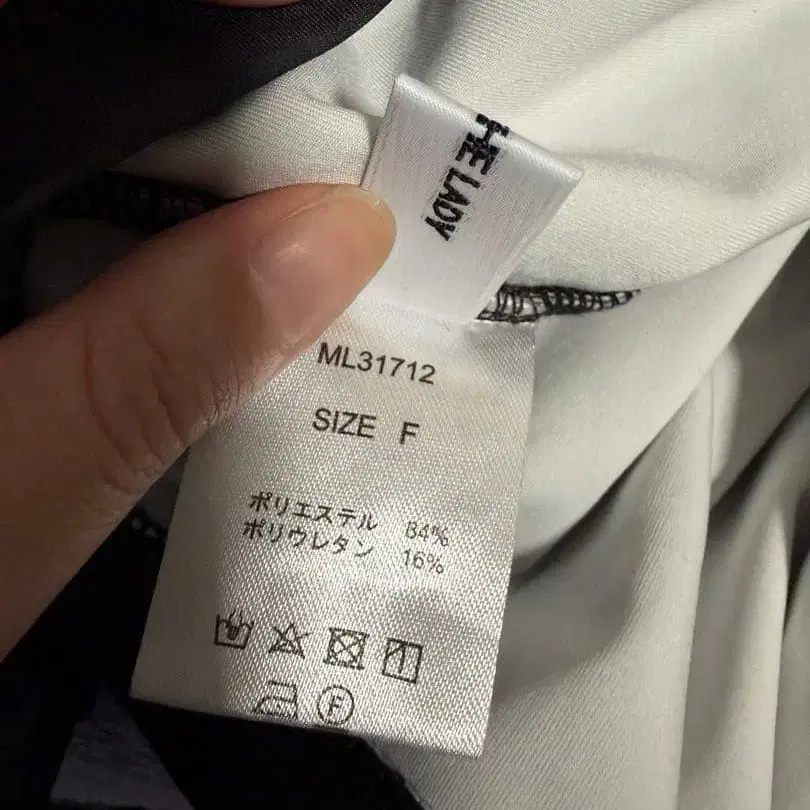 HE LADY
ML31712
SIZE F
ポリエステル 84%
ポリウレタン 16%
F